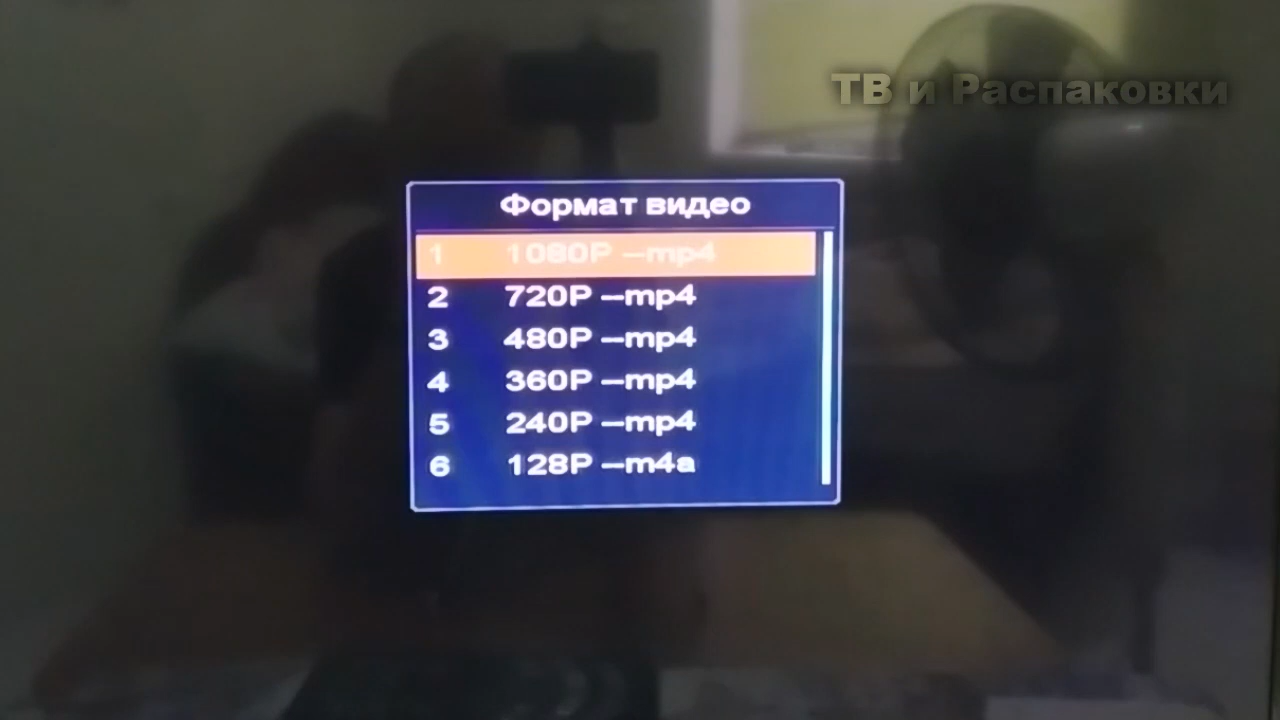 ТВ и Распаковки
Формат видео
1 1080P –mp4
2 720P –mp4
3 480P –mp4
4 360P –mp4
5 240P –mp4
6 128P –m4a